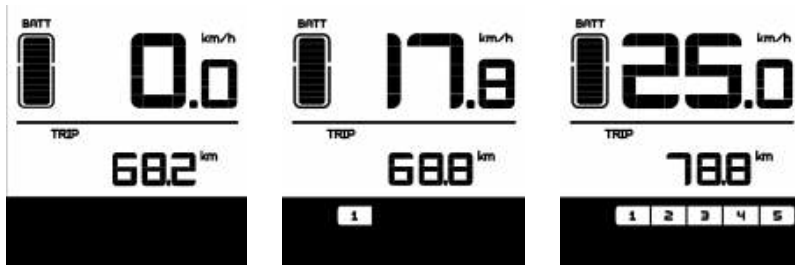 BATT
km/h
0.0
TRIP
68.2 km
BATT
km/h
17.8
TRIP
68.8 km
1
BATT
km/h
25.0
TRIP
78.8 km
1 2 3 4 5